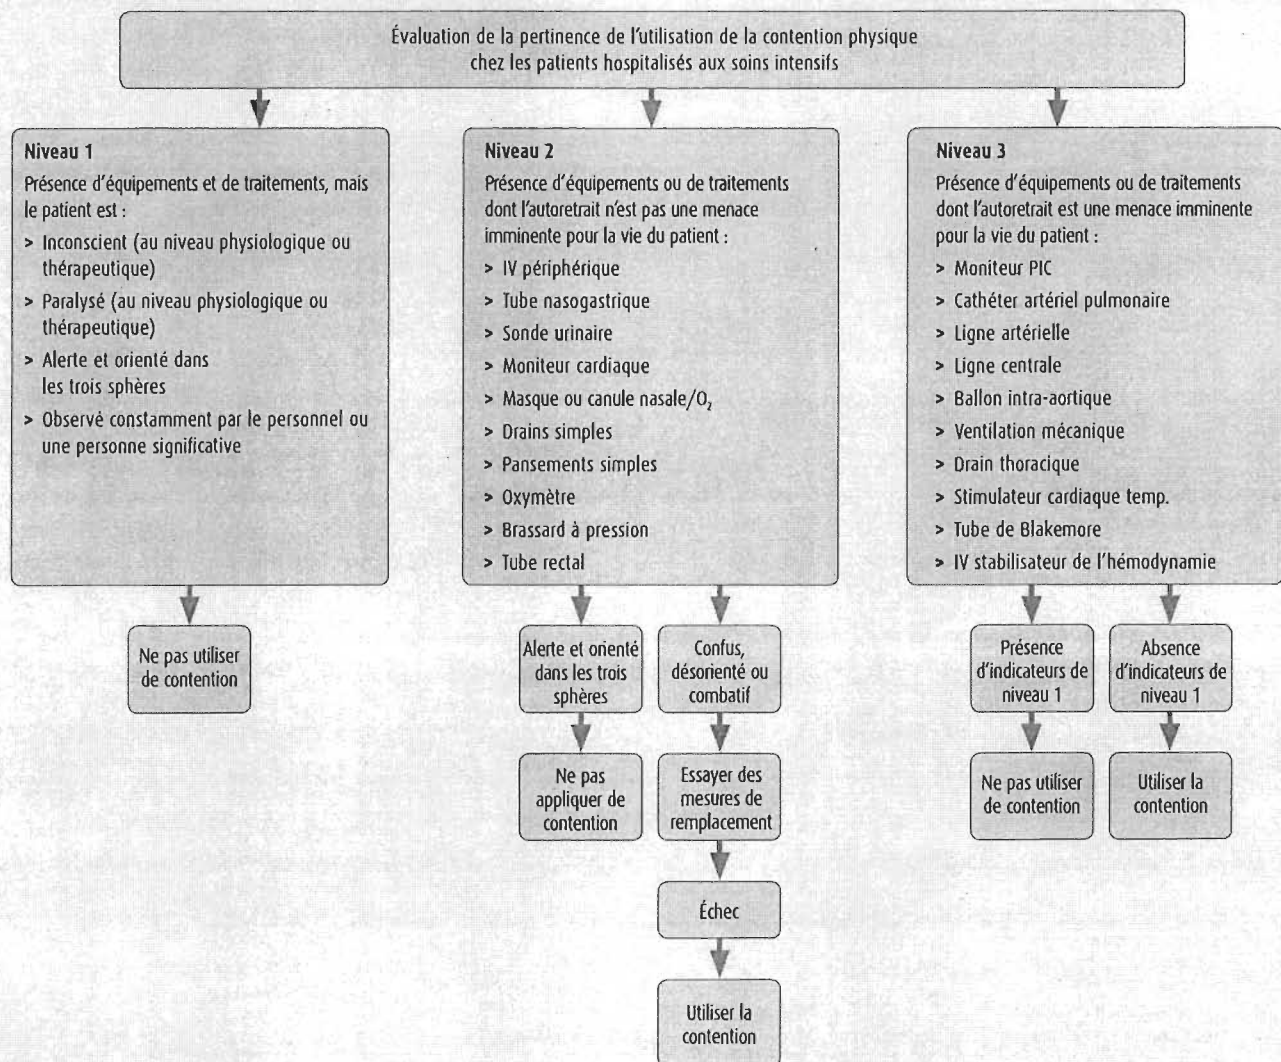 Évaluation de la pertinence de l'utilisation de la contention physique
chez les patients hospitalisés aux soins intensifs
Niveau 1
Présence d'équipements et de traitements, mais
le patient est :
> Inconscient (au niveau physiologique ou
thérapeutique)
> Paralysé (au niveau physiologique ou
thérapeutique)
> Alerte et orienté dans
les trois sphères
> Observé constamment par le personnel ou
une personne significative
Ne pas utiliser
de contention
Niveau 2
Présence d'équipements ou de traitements
dont l'autoretrait n'est pas une menace
imminente pour la vie du patient :
> IV périphérique
> Tube nasogastrique
> Sonde urinaire
> Moniteur cardiaque
> Masque ou canule nasale/O₂
> Drains simples
> Pansements simples
> Oxymètre
> Brassard à pression
> Tube rectal
Alerte et orienté
dans les trois
sphères
Ne pas
appliquer de
contention
Confus,
désorienté ou
combatif
Essayer des
mesures de
remplacement
Échec
Utiliser la
contention
Niveau 3
Présence d'équipements ou de traitements
dont l'autoretrait est une menace imminente
pour la vie du patient :
> Moniteur PIC
> Cathéter artériel pulmonaire
> Ligne artérielle
> Ligne centrale
> Ballon intra-aortique
> Ventilation mécanique
> Drain thoracique
> Stimulateur cardiaque temp.
> Tube de Blakemore
> IV stabilisateur de l'hémodynamie
Présence
d'indicateurs de
niveau 1
Ne pas utiliser
de contention
Absence
d'indicateurs de
niveau 1
Utiliser la
contention